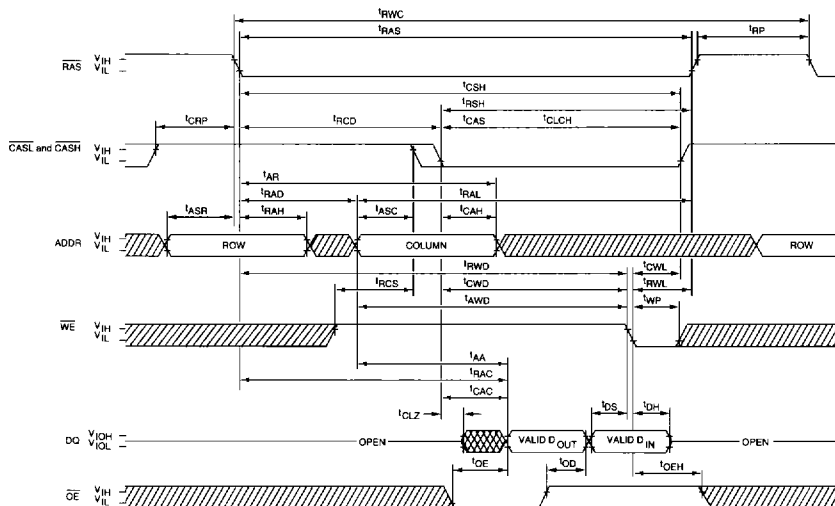 tRWC
tRAS tRP
RAS VIH
VIL
tCSH
tRSH
tCRP tRCD tCAS tCLCH
CASL and CASH VIH
VIL
tAR
tRAD tRAL
tASR tRAH tASC tCAH
ADDR VIH
VIL
ROW COLUMN ROW
tRWD tCWL
tRCS tCWD tRWL
tAWD tWP
WE VIH
VIL
tAA
tRAC
tCAC
tCLZ tDS tDH
DQ VIOH
VIOL
OPEN VALID DOUT VALID DIN OPEN
tOE tOD tOEH
OE VIH
VIL